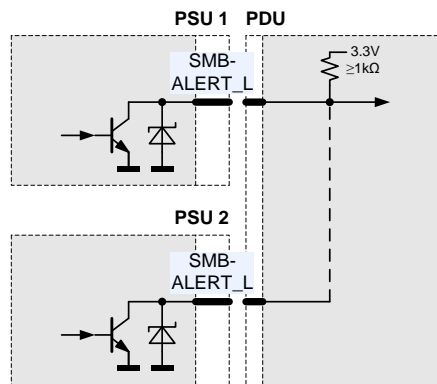 PSU 1 PDU
3.3V
≥1kΩ
SMB-
ALERT_L
PSU 2
SMB-
ALERT_L